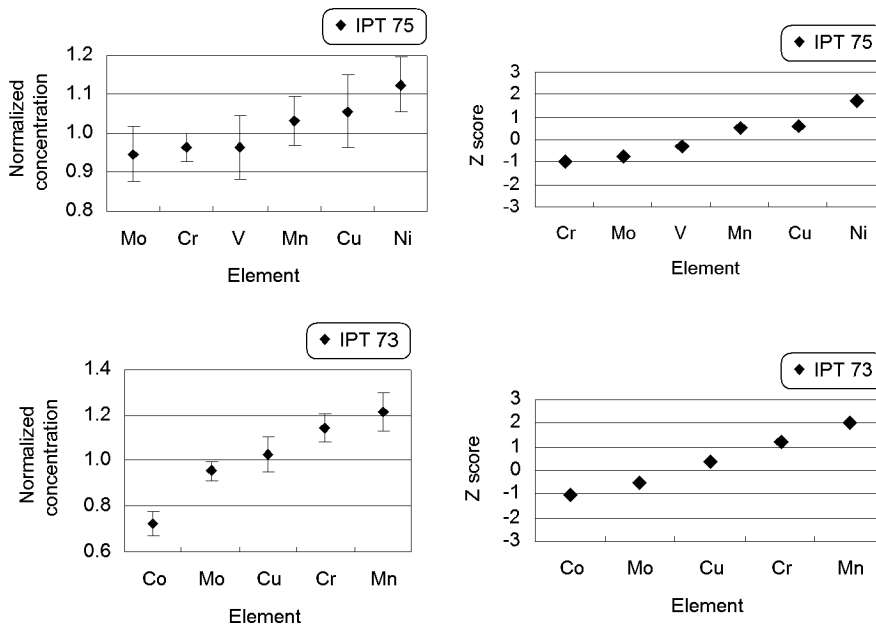 IPT 75
Normalized
concentration
1.2
1.1
1.0
0.9
0.8
Mo Cr V Mn Cu Ni
Element
IPT 75
Z score
3
2
1
0
-1
-2
-3
Cr Mo V Mn Cu Ni
Element
IPT 73
Normalized
concentration
1.4
1.2
1.0
0.8
0.6
Co Mo Cu Cr Mn
Element
IPT 73
Z score
3
2
1
0
-1
-2
-3
Co Mo Cu Cr Mn
Element